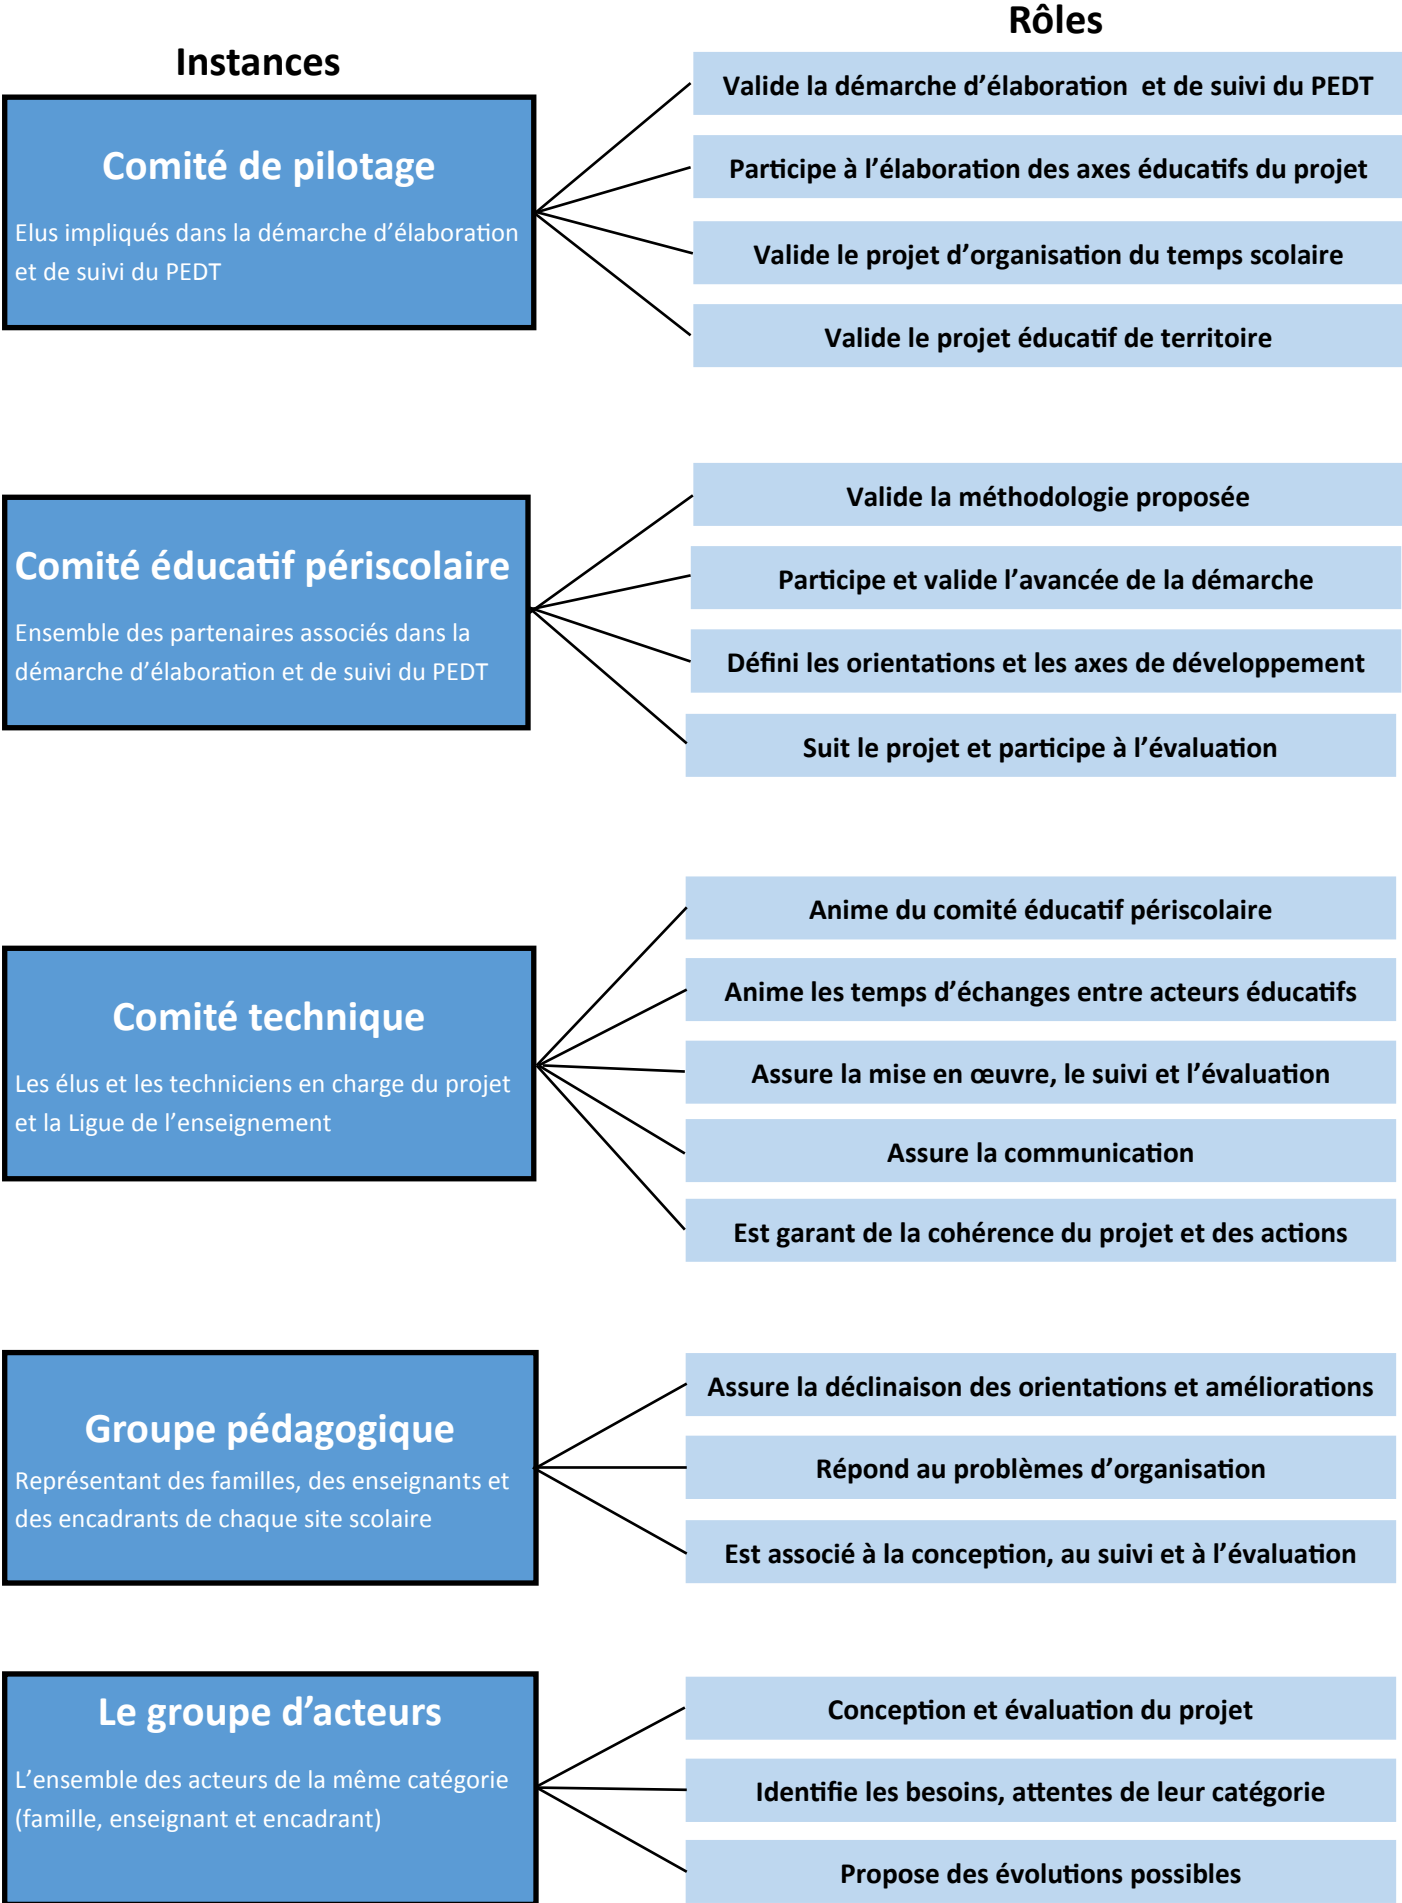 Rôles
Instances
Comité de pilotage
Elus impliqués dans la démarche d’élaboration
et de suivi du PEDT
Valide la démarche d’élaboration  et de suivi du PEDT
Participe à l’élaboration des axes éducatifs du projet
Valide le projet d’organisation du temps scolaire
Valide le projet éducatif de territoire
Comité éducatif périscolaire
Ensemble des partenaires associés dans la
démarche d’élaboration et de suivi du PEDT
Valide la méthodologie proposée
Participe et valide l’avancée de la démarche
Défini les orientations et les axes de développement
Suit le projet et participe à l’évaluation
Comité technique
Les élus et les techniciens en charge du projet
et la Ligue de l’enseignement
Anime du comité éducatif périscolaire
Anime les temps d’échanges entre acteurs éducatifs
Assure la mise en œuvre, le suivi et l’évaluation
Assure la communication
Est garant de la cohérence du projet et des actions
Groupe pédagogique
Représentant des familles, des enseignants et
des encadrants de chaque site scolaire
Assure la déclinaison des orientations et améliorations
Répond au problèmes d’organisation
Est associé à la conception, au suivi et à l’évaluation
Le groupe d’acteurs
L’ensemble des acteurs de la même catégorie
(famille, enseignant et encadrant)
Conception et évaluation du projet
Identifie les besoins, attentes de leur catégorie
Propose des évolutions possibles